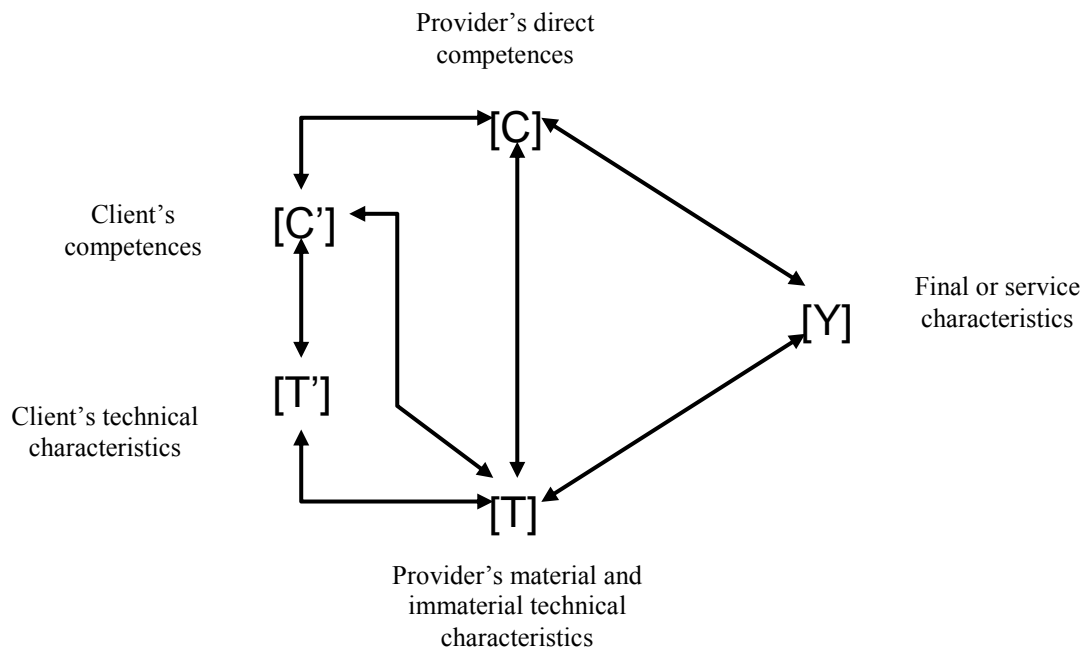 Provider’s direct
competences
[C]
Client’s
competences
[C’]
Final or service
characteristics
[Y]
Client’s technical
characteristics
[T’]
[T]
Provider’s material and
immaterial technical
characteristics